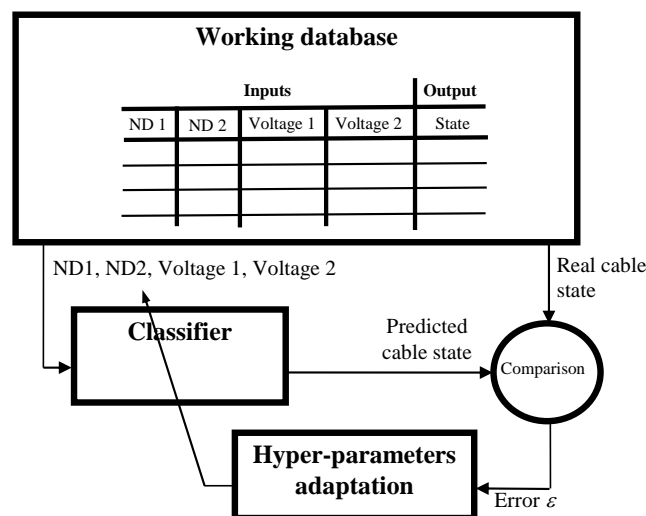 Working database
Inputs Output
ND 1 ND 2 Voltage 1 Voltage 2 State
ND1, ND2, Voltage 1, Voltage 2
Real cable
state
Classifier
Predicted
cable state
Comparison
Hyper-parameters
adaptation
Error ε